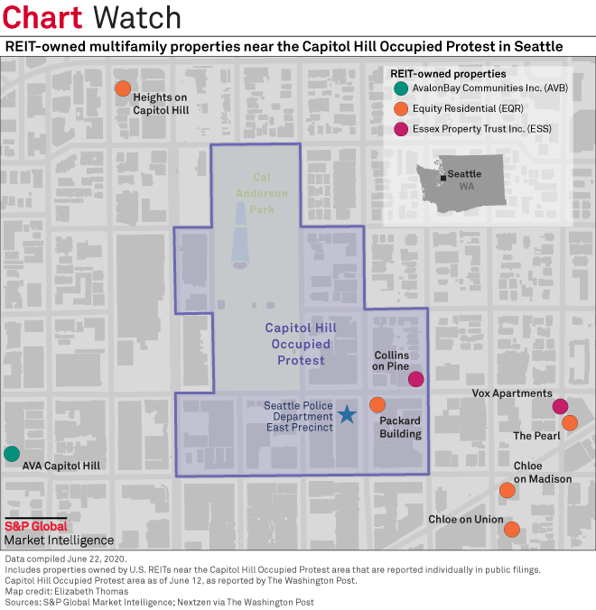 Chart Watch
REIT-owned multifamily properties near the Capitol Hill Occupied Protest in Seattle
REIT-owned properties
AvalonBay Communities Inc. (AVB)
Equity Residential (EQR)
Essex Property Trust Inc. (ESS)
Seattle
WA
Heights on
Capitol Hill
Cal
Anderson
Park
Capitol Hill
Occupied
Protest
Collins
on Pine
Seattle Police
Department
East Precinct
Packard
Building
Vox Apartments
The Pearl
AVA Capitol Hill
Chloe
on Madison
Chloe on Union
S&P Global
Market Intelligence
Data compiled June 22, 2020.
Includes properties owned by U.S. REITs near the Capitol Hill Occupied Protest area that are reported individually in public filings.
Capitol Hill Occupied Protest area as of June 12, as reported by The Washington Post.
Map credit: Elizabeth Thomas
Sources: S&P Global Market Intelligence; Nextzen via The Washington Post